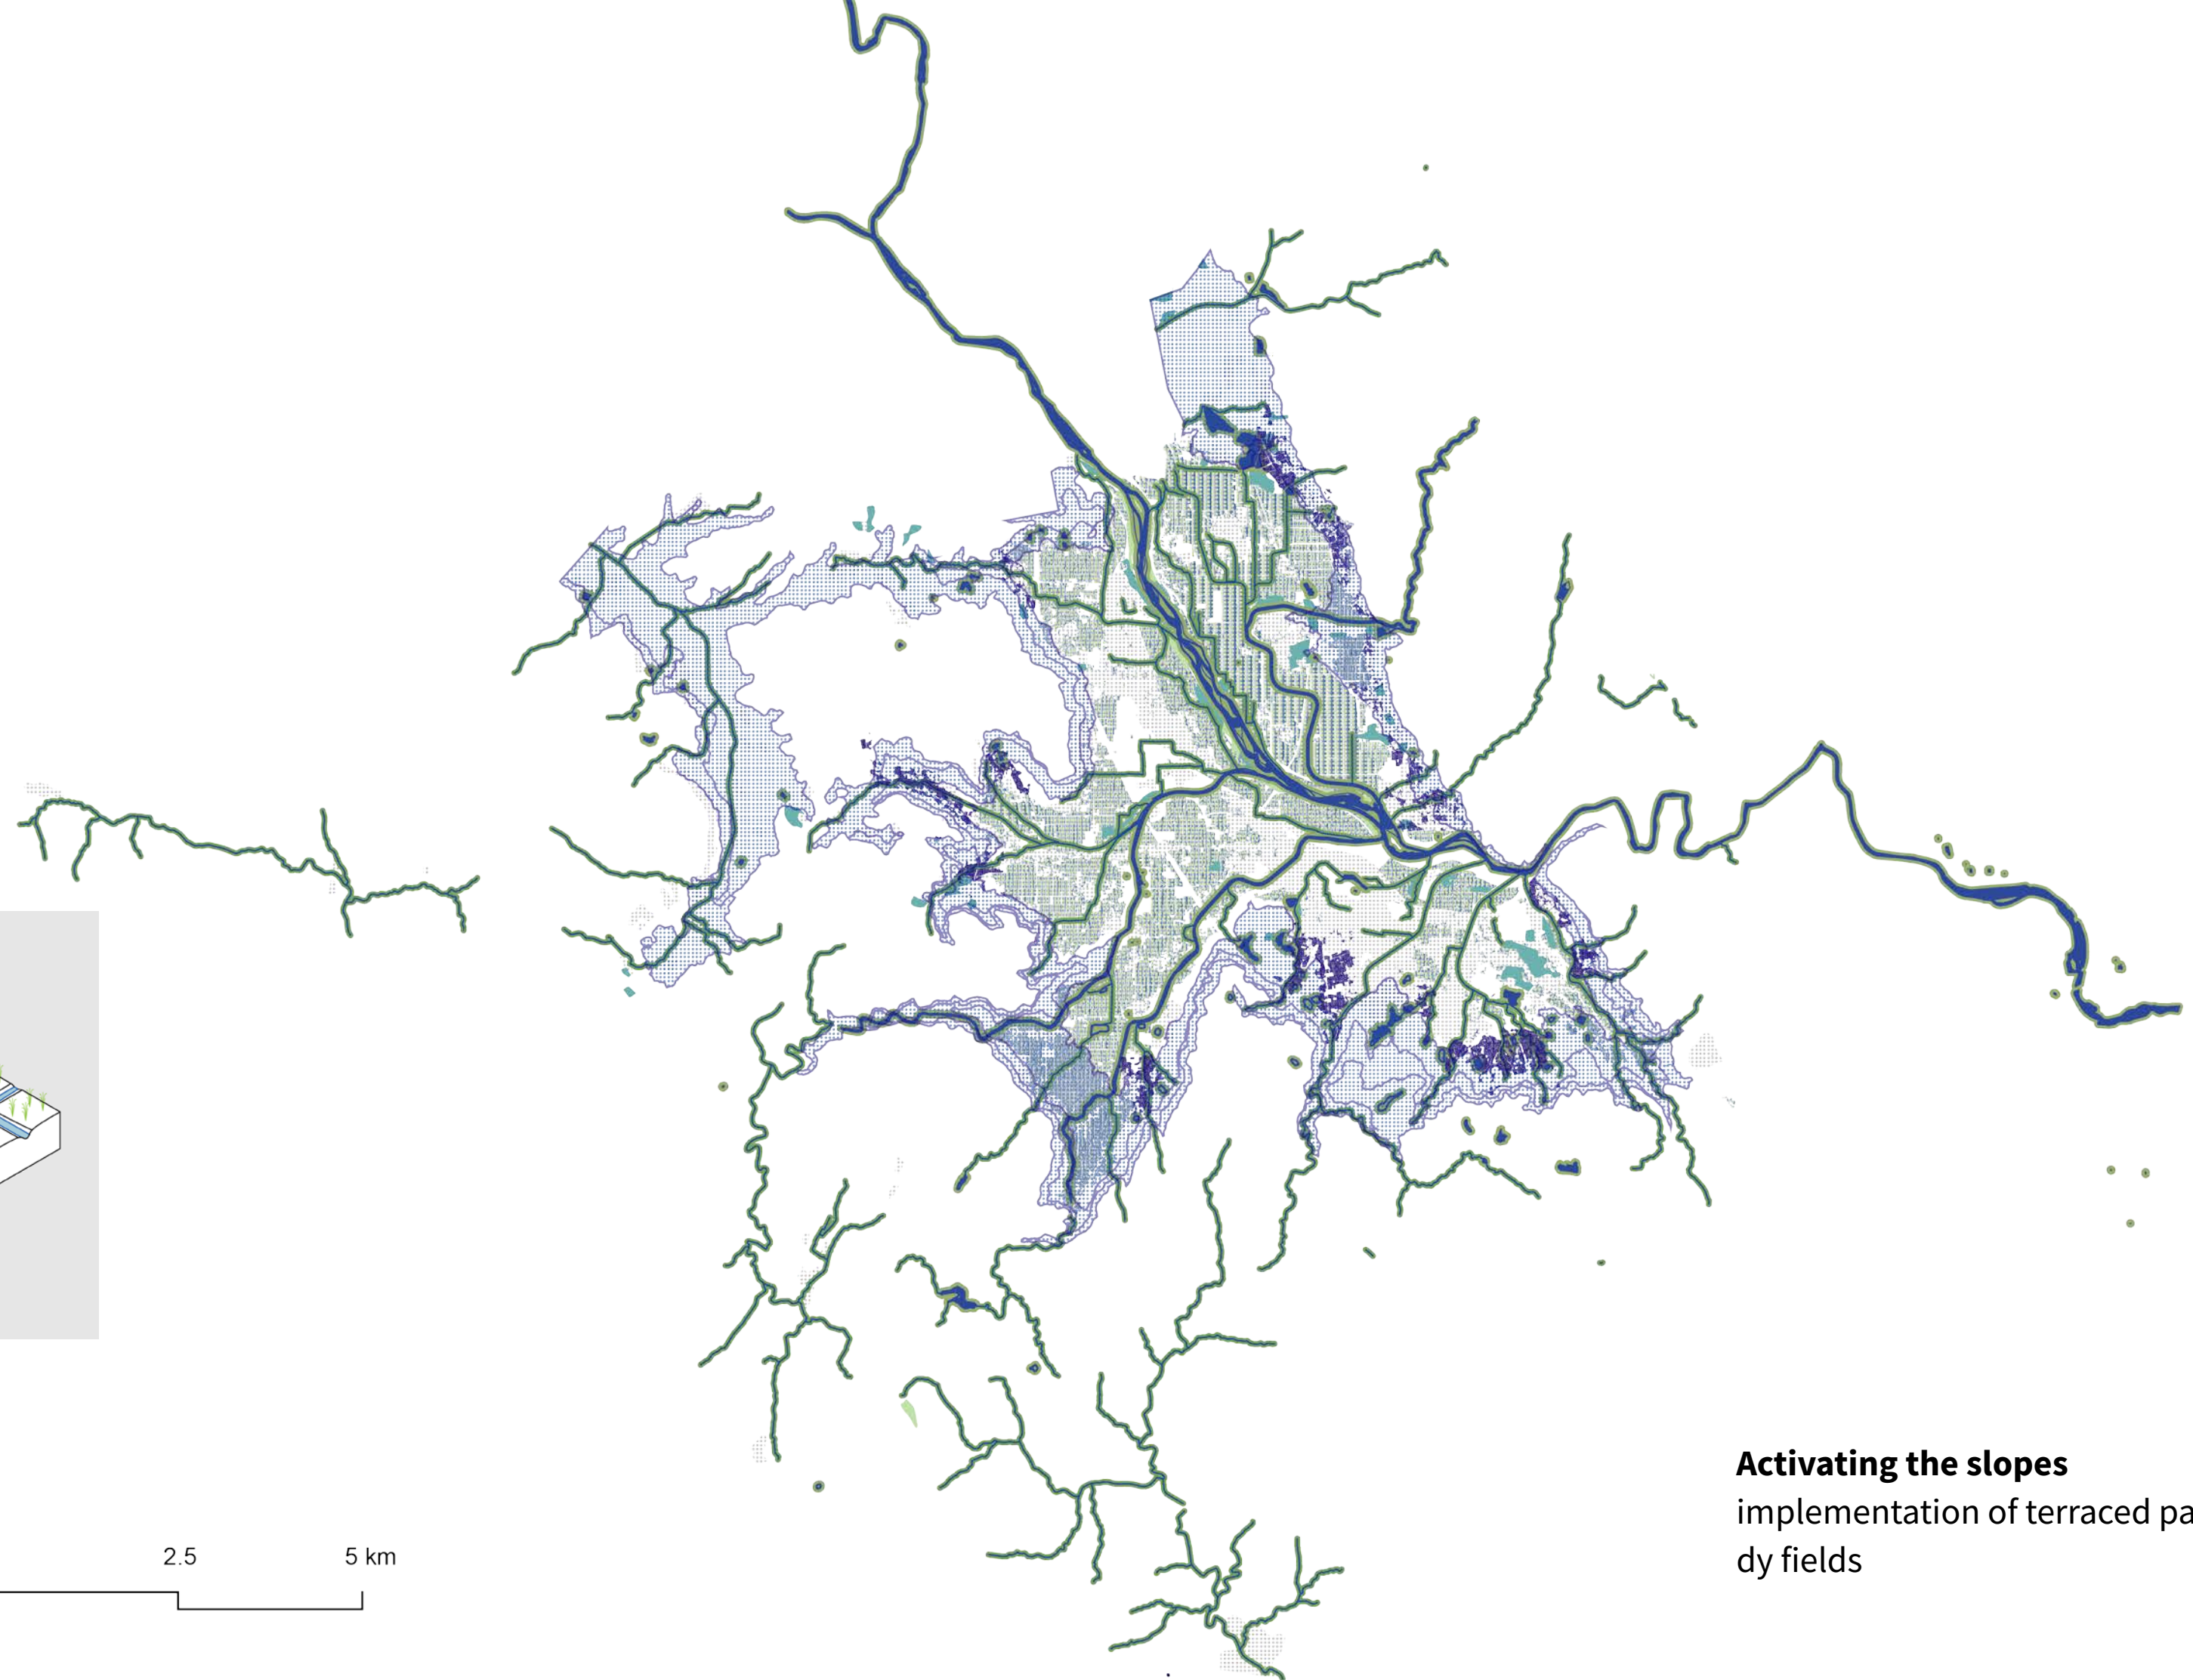 Activating the slopes
implementation of terraced pa
dy fields
2.5 5 km